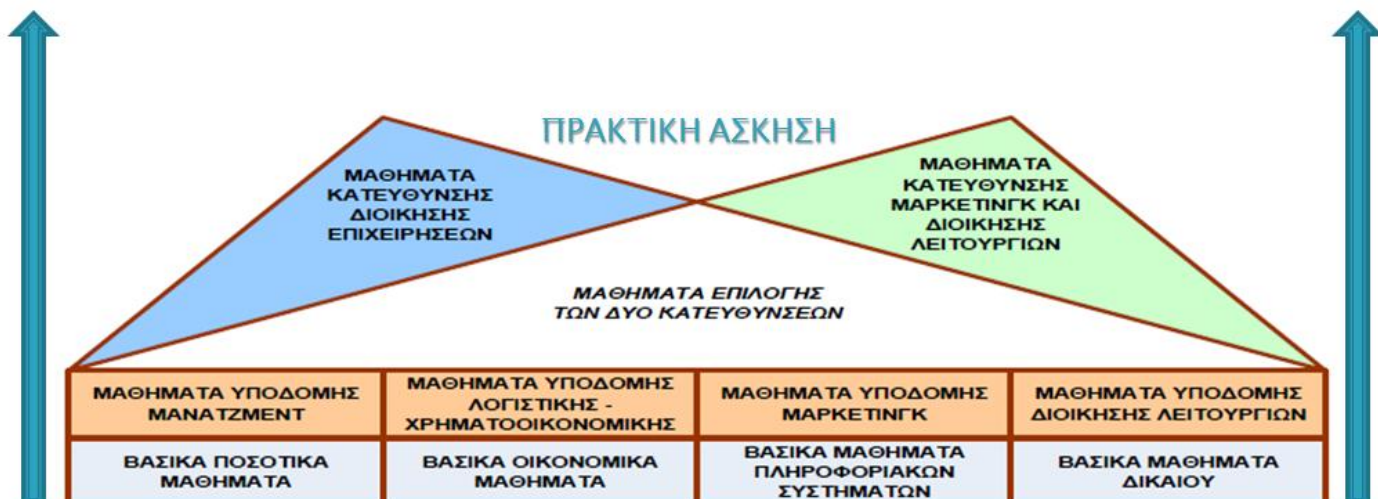 ΠΡΑΚΤΙΚΗ ΑΣΚΗΣΗ
ΜΑΘΗΜΑΤΑ
ΚΑΤΕΥΘΥΝΣΗΣ
ΔΙΟΙΚΗΣΗΣ
ΕΠΙΧΕΙΡΗΣΕΩΝ
ΜΑΘΗΜΑΤΑ
ΚΑΤΕΥΘΥΝΣΗΣ
ΜΑΡΚΕΤΙΝΓΚ ΚΑΙ
ΔΙΟΙΚΗΣΗΣ
ΛΕΙΤΟΥΡΓΙΩΝ
ΜΑΘΗΜΑΤΑ ΕΠΙΛΟΓΗΣ
ΤΩΝ ΔΥΟ ΚΑΤΕΥΘΥΝΣΕΩΝ
ΜΑΘΗΜΑΤΑ ΥΠΟΔΟΜΗΣ
ΜΑΝΑΤΖΜΕΝΤ
ΜΑΘΗΜΑΤΑ ΥΠΟΔΟΜΗΣ
ΛΟΓΙΣΤΙΚΗΣ -
ΧΡΗΜΑΤΟΟΙΚΟΝΟΜΙΚΗΣ
ΜΑΘΗΜΑΤΑ ΥΠΟΔΟΜΗΣ
ΜΑΡΚΕΤΙΝΓΚ
ΜΑΘΗΜΑΤΑ ΥΠΟΔΟΜΗΣ
ΔΙΟΙΚΗΣΗΣ ΛΕΙΤΟΥΡΓΙΩΝ
ΒΑΣΙΚΑ ΠΟΣΟΤΙΚΑ
ΜΑΘΗΜΑΤΑ
ΒΑΣΙΚΑ ΟΙΚΟΝΟΜΙΚΑ
ΜΑΘΗΜΑΤΑ
ΒΑΣΙΚΑ ΜΑΘΗΜΑΤΑ
ΠΛΗΡΟΦΟΡΙΑΚΩΝ
ΣΥΣΤΗΜΑΤΩΝ
ΒΑΣΙΚΑ ΜΑΘΗΜΑΤΑ
ΔΙΚΑΙΟΥ